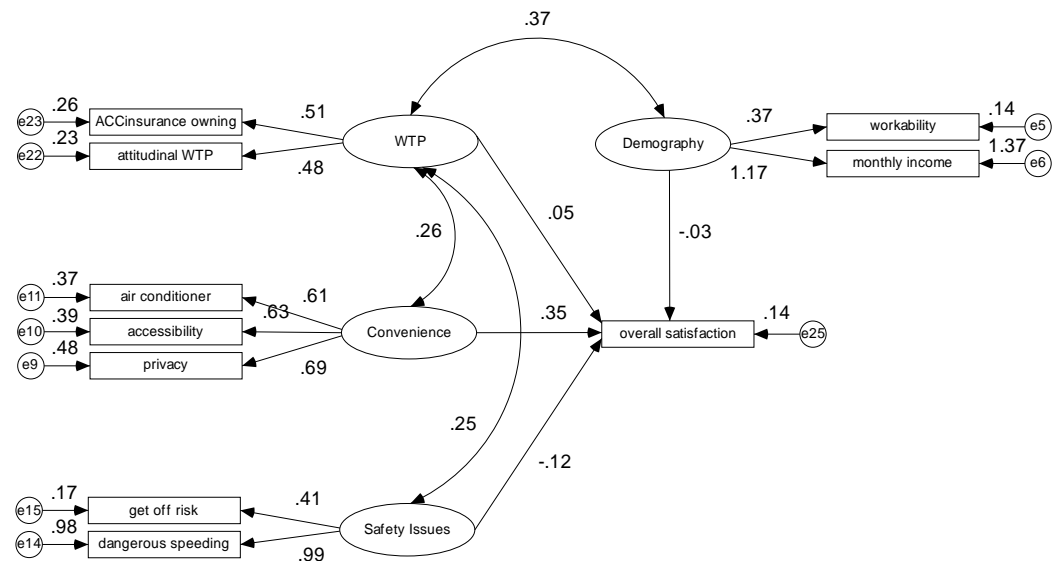 .37
.26
e23
ACCinsurance owning
.51
.23
e22
attitudinal WTP
.48
WTP
Demography
.37
workability
.14
e5
1.17
monthly income
1.37
e6
.26
.05
-.03
.37
e11
air conditioner
.61
.39
e10
accessibility
.63
.48
e9
privacy
.69
Convenience
.35
overall satisfaction
.14
e25
.25
-.12
.17
e15
get off risk
.41
.98
e14
dangerous speeding
.99
Safety Issues